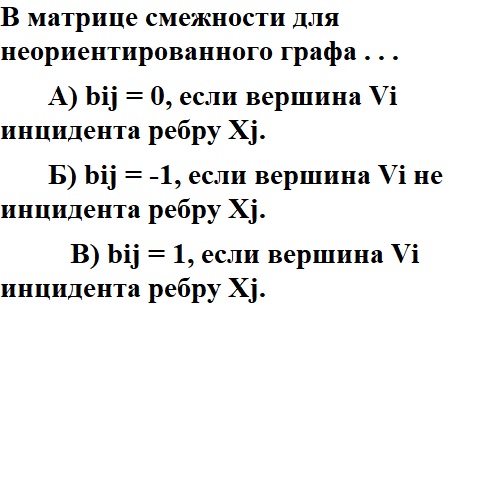 В матрице смежности для
неориентированного графа . . .
А) bij = 0, если вершина Vi
инцидента ребру Xj.
Б) bij = -1, если вершина Vi не
инцидента ребру Xj.
В) bij = 1, если вершина Vi
инцидента ребру Xj.